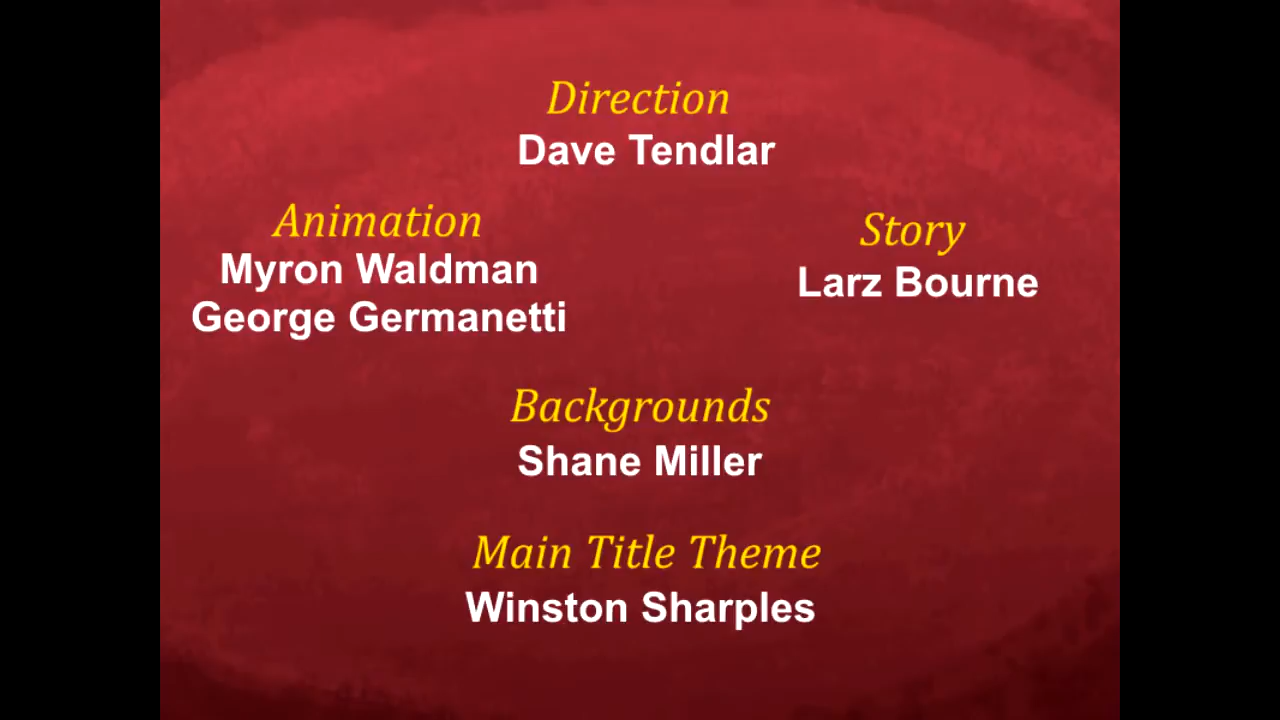 Direction
Dave Tendlar
Animation
Myron Waldman
George Germanetti
Story
Larz Bourne
Backgrounds
Shane Miller
Main Title Theme
Winston Sharples